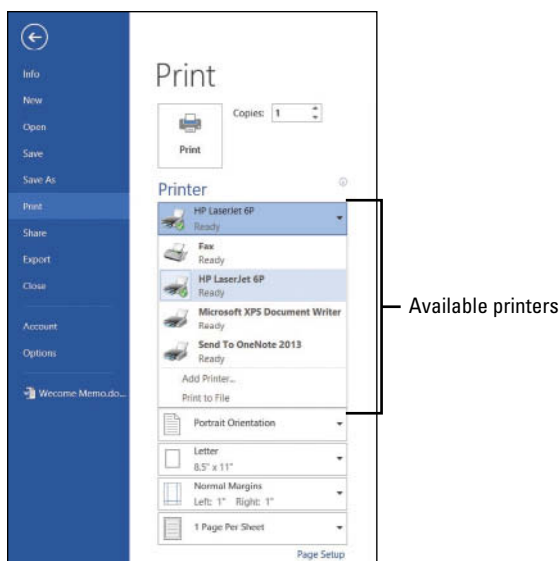 Info
New
Open
Save
Save As
Print
Share
Export
Close
Account
Options
Wecome Memo.do...
Print
Copies: 1
Print
Printer
HP LaserJet 6P
Ready
Fax
Ready
HP LaserJet 6P
Ready
Microsoft XPS Document Writer
Ready
Send To OneNote 2013
Ready
Add Printer...
Print to File
Portrait Orientation
Letter
8.5" x 11"
Normal Margins
Left: 1" Right: 1"
1 Page Per Sheet
Page Setup
Available printers